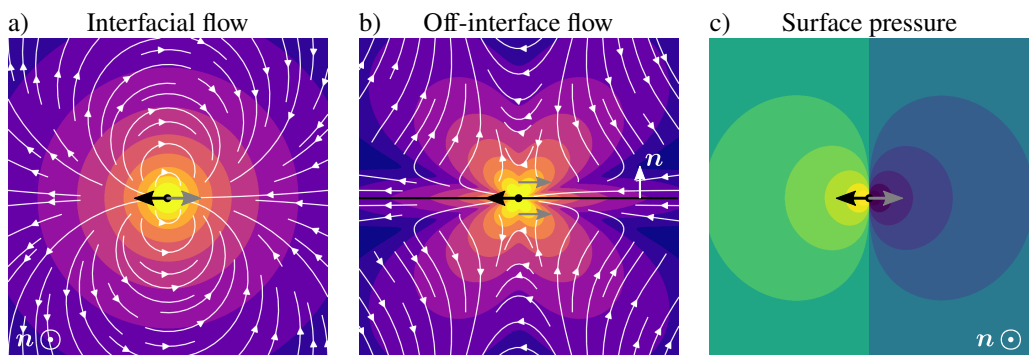 a) Interfacial flow
b) Off-interface flow
c) Surface pressure
n
n
n